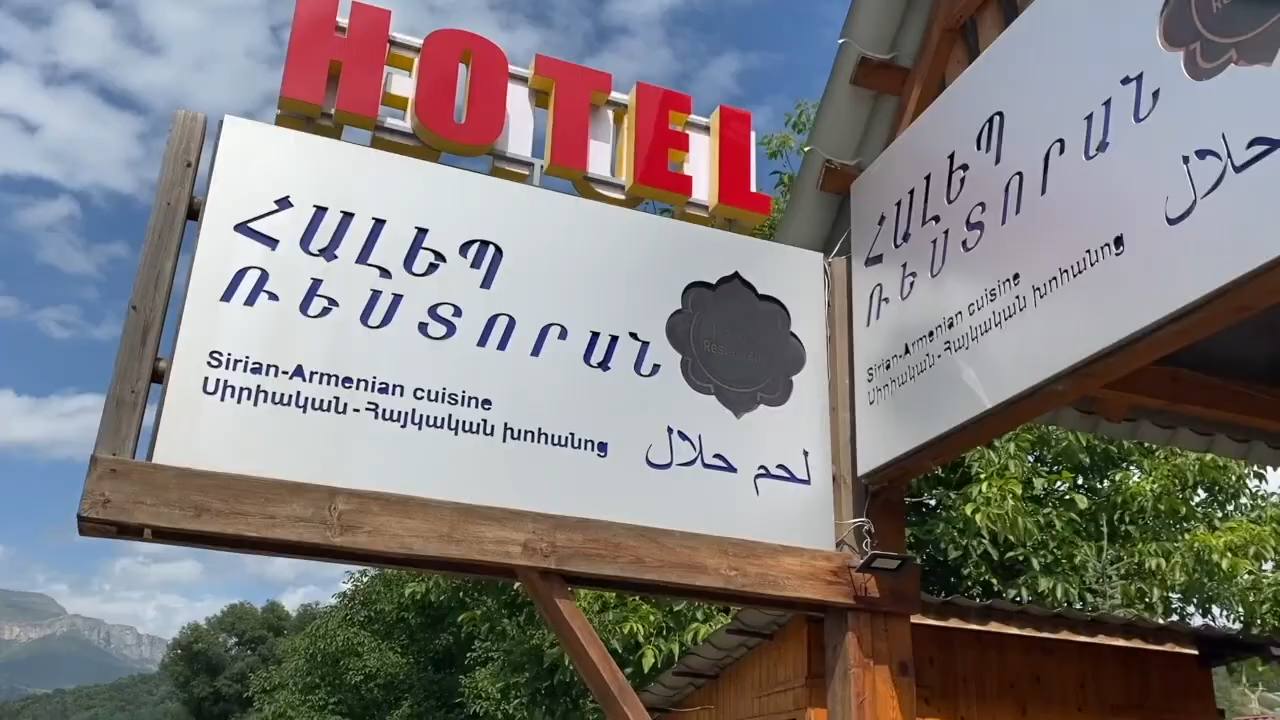 HOTEL
ՀԱԼԵՊ
ՌԵՍՏՈՐԱՆ
Sirian-Armenian cuisine
Սիրիական - Հայկական խոհանոց
لحم حلال
ՀԱԼԵՊ
ՌԵՍՏՈՐԱՆ
Sirian-Armenian cuisine
Սիրիական - Հայկական խոհանոց
حلال